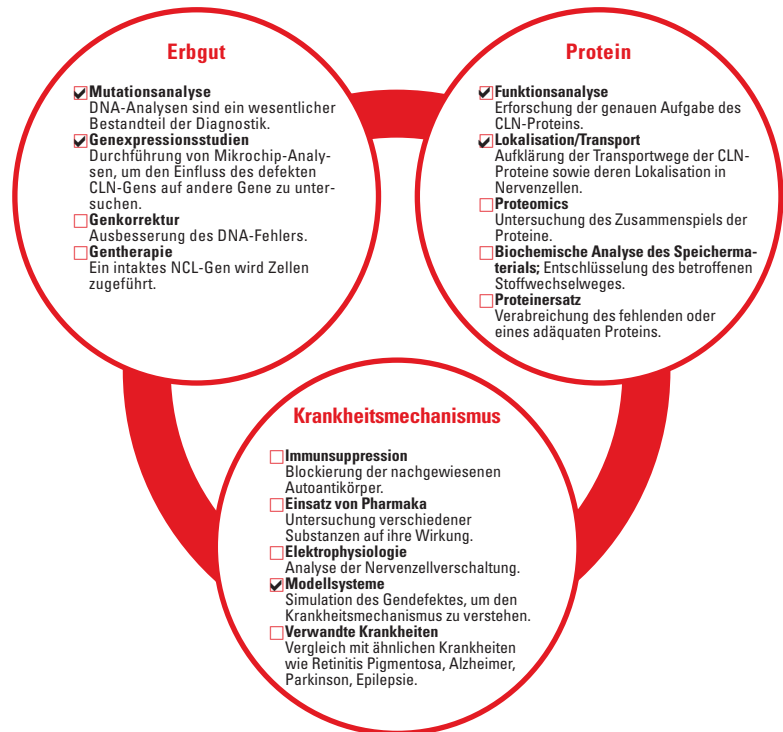 Erbgut
Mutationsanalyse
DNA-Analysen sind ein wesentlicher
Bestandteil der Diagnostik.
Genexpressionsstudien
Durchführung von Mikrochip-Analy-
sen, um den Einfluss des defekten
CLN-Gens auf andere Gene zu unter-
suchen.
Genkorrektur
Ausbesserung des DNA-Fehlers.
Gentherapie
Ein intaktes NCL-Gen wird Zellen
zugeführt.
Protein
Funktionsanalyse
Erforschung der genauen Aufgabe des
CLN-Proteins.
Lokalisation/Transport
Aufklärung der Transportwege der CLN-
Proteine sowie deren Lokalisation in
Nervenzellen.
Proteomics
Untersuchung des Zusammenspiels der
Proteine.
Biochemische Analyse des Speicherma-
terials; Entschlüsselung des betroffenen
Stoffwechselweges.
Proteinersatz
Verabreichung des fehlenden oder
eines adäquaten Proteins.
Krankheitsmechanismus
Immunsuppression
Blockierung der nachgewiesenen
Autoantikörper.
Einsatz von Pharmaka
Untersuchung verschiedener
Substanzen auf ihre Wirkung.
Elektrophysiologie
Analyse der Nervenzellverschaltung.
Modellsysteme
Simulation des Gendefektes, um den
Krankheitsmechanismus zu verstehen.
Verwandte Krankheiten
Vergleich mit ähnlichen Krankheiten
wie Retinitis Pigmentosa, Alzheimer,
Parkinson, Epilepsie.